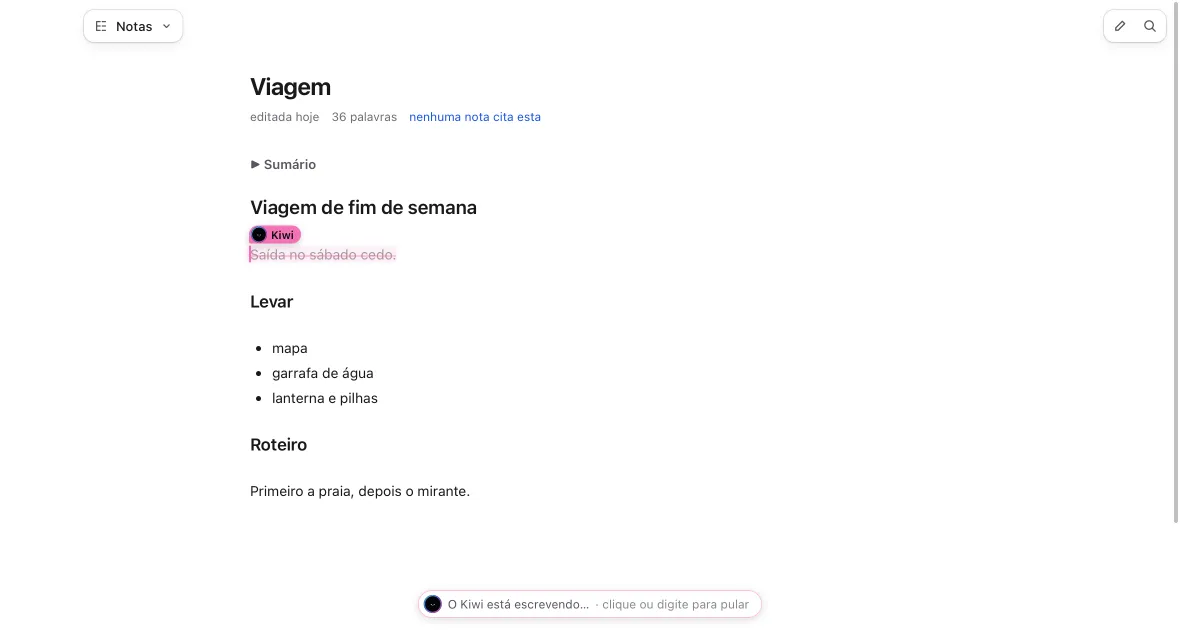 Notas
Viagem
editada hoje 36 palavras nenhuma nota cita esta
Sumário
Viagem de fim de semana
Kiwi
Saída no sábado cedo.
Levar
mapa
garrafa de água
lanterna e pilhas
Roteiro
Primeiro a praia, depois o mirante.
O Kiwi está escrevendo... · clique ou digite para pular